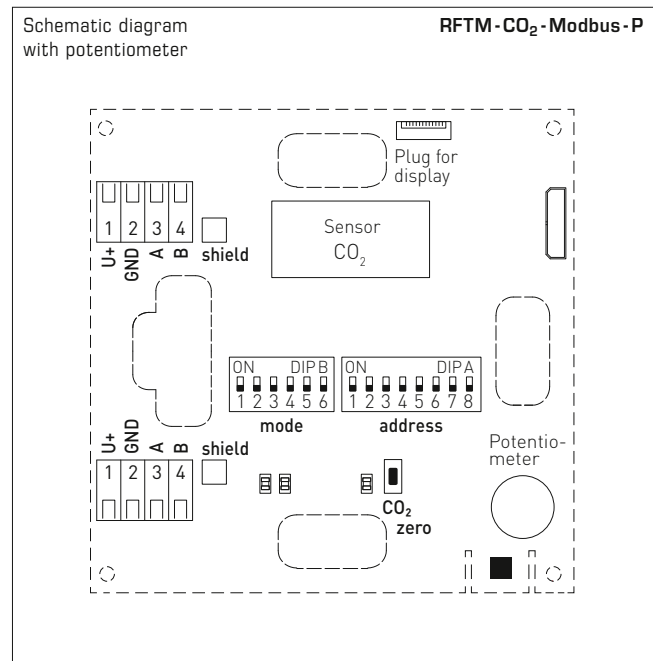 Schematic diagram
with potentiometer
RFTM-CO₂-Modbus-P
Plug for
display
1 2 3 4
U+ GND A B shield
Sensor
CO₂
ON DIP B
1 2 3 4 5 6
mode
ON DIP A
1 2 3 4 5 6 7 8
address
U+ GND A B shield
1 2 3 4
Potentio-
meter
CO₂
zero